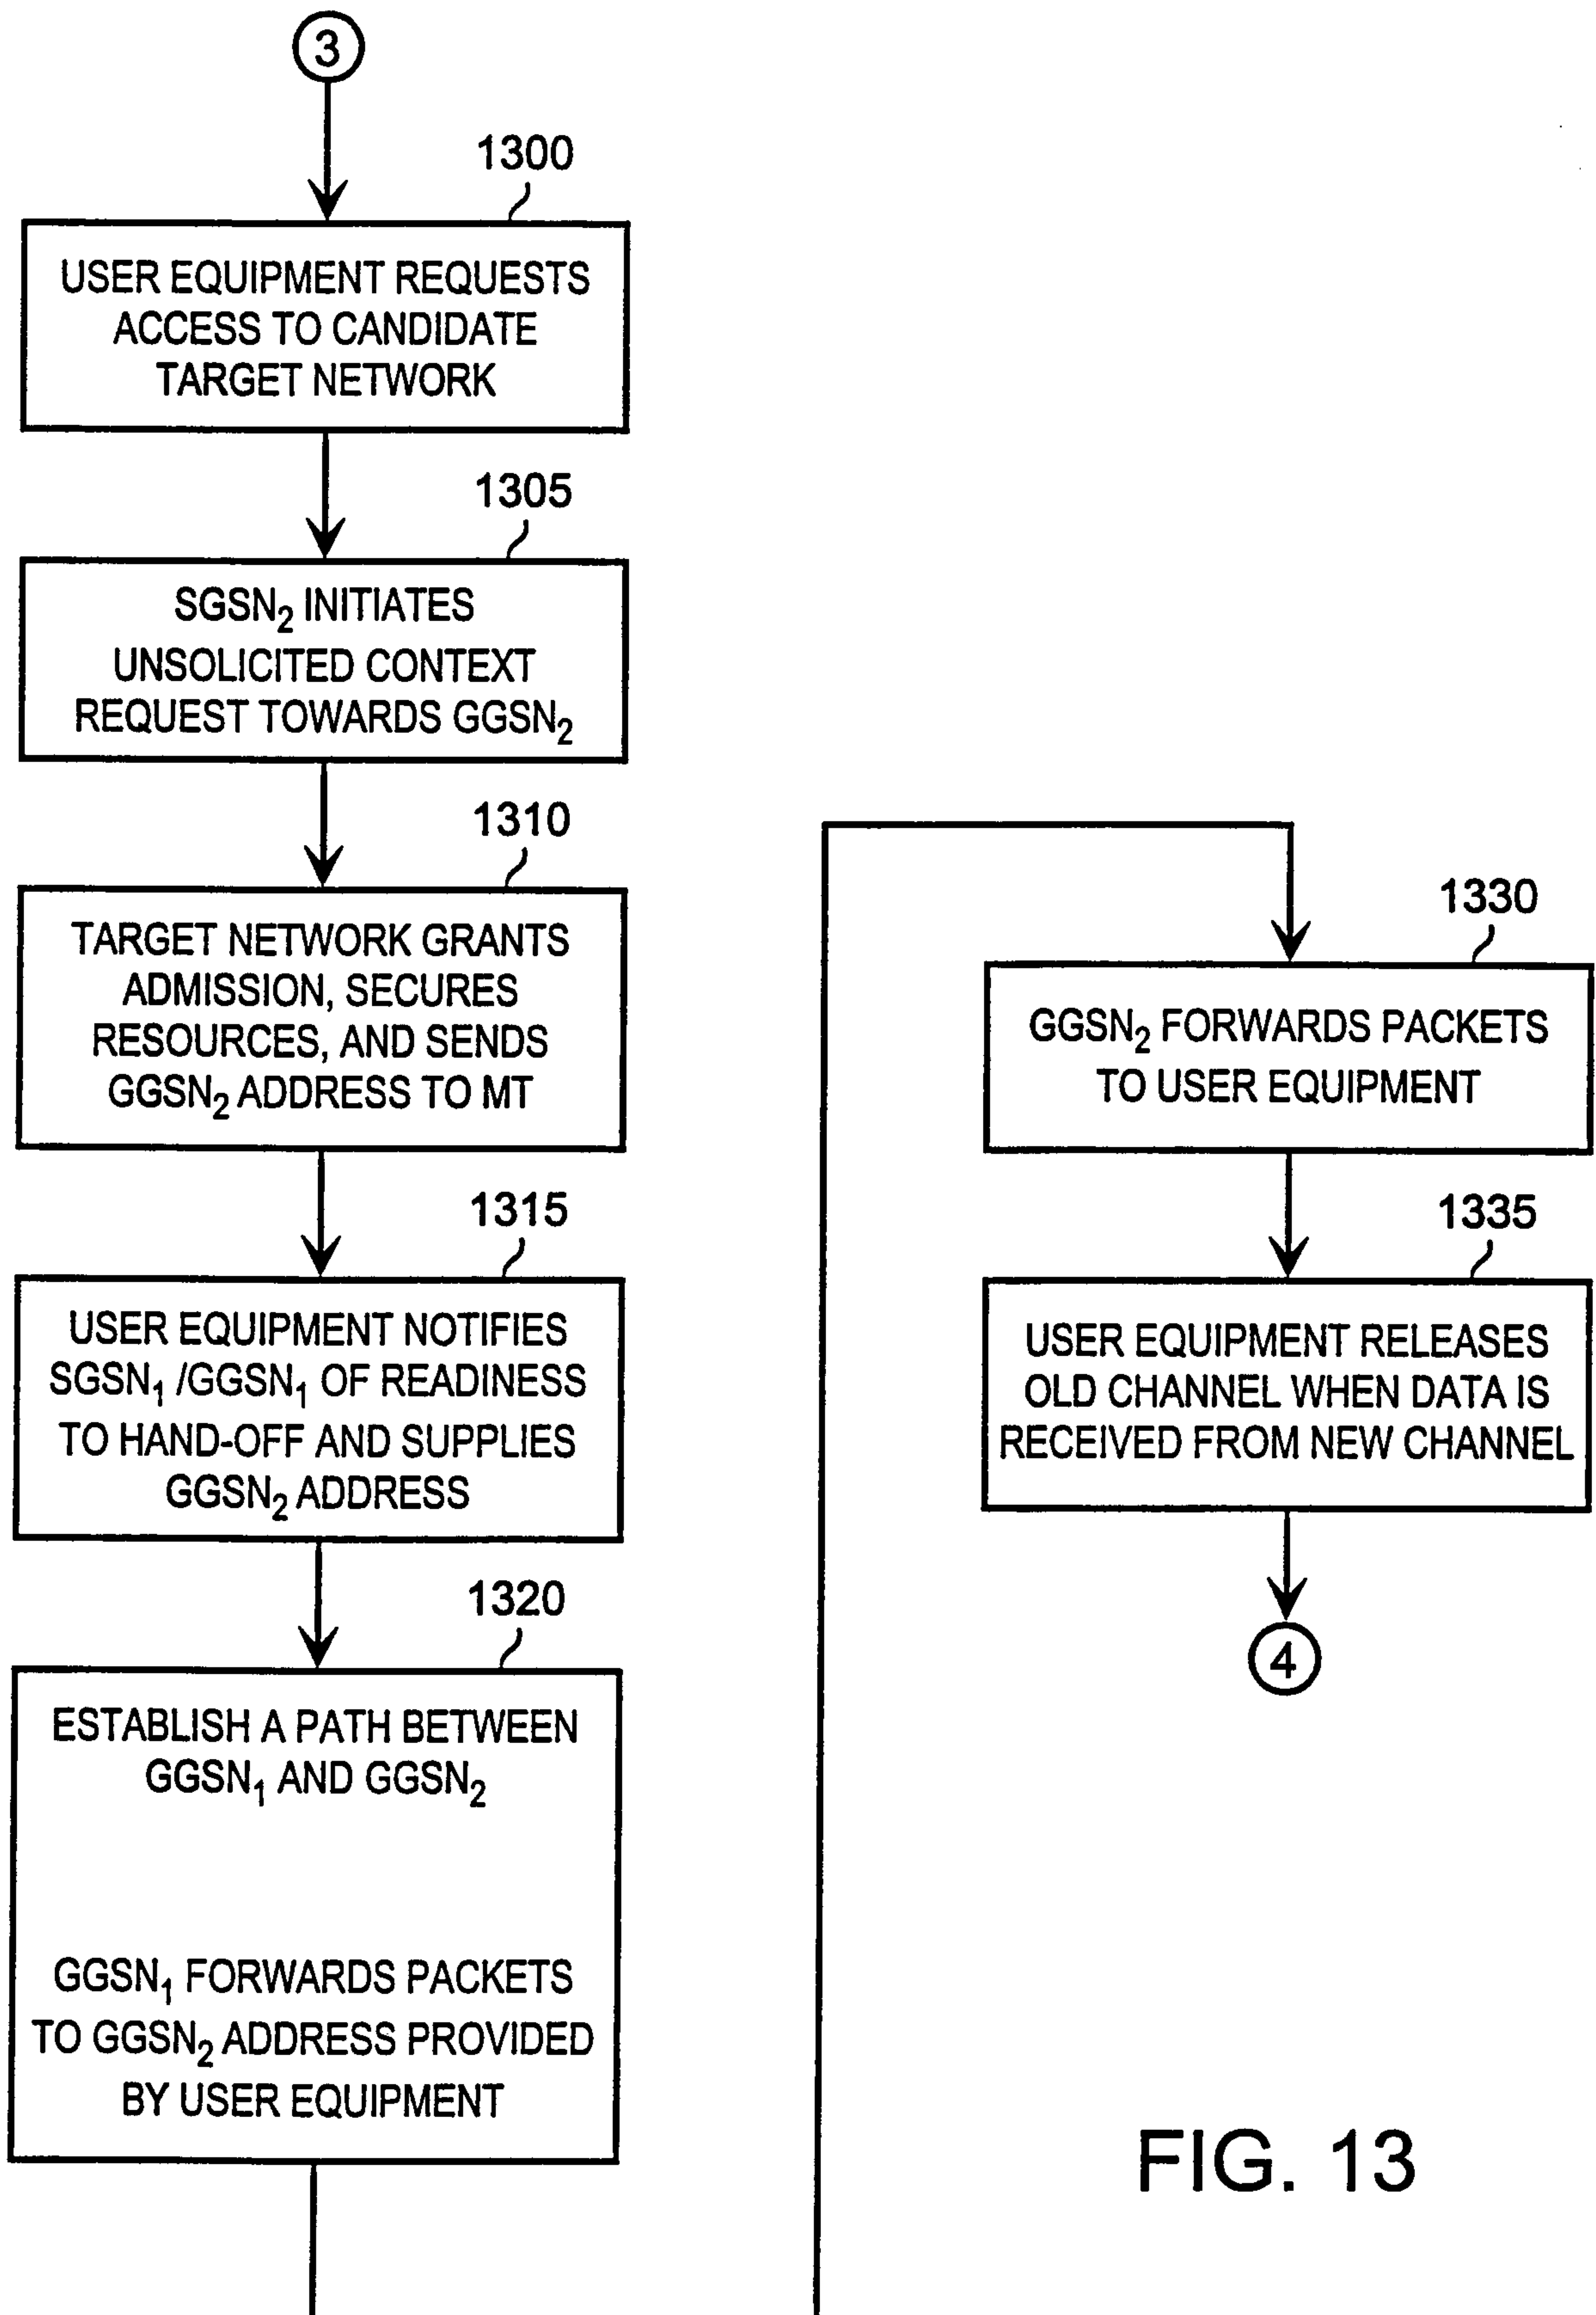 3
1300
USER EQUIPMENT REQUESTS
ACCESS TO CANDIDATE
TARGET NETWORK
1305
SGSN₂ INITIATES
UNSOLICITED CONTEXT
REQUEST TOWARDS GGSN₂
1310
TARGET NETWORK GRANTS
ADMISSION, SECURES
RESOURCES, AND SENDS
GGSN₂ ADDRESS TO MT
1315
USER EQUIPMENT NOTIFIES
SGSN₁ /GGSN₁ OF READINESS
TO HAND-OFF AND SUPPLIES
GGSN₂ ADDRESS
1320
ESTABLISH A PATH BETWEEN
GGSN₁ AND GGSN₂
GGSN₁ FORWARDS PACKETS
TO GGSN₂ ADDRESS PROVIDED
BY USER EQUIPMENT
1330
GGSN₂ FORWARDS PACKETS
TO USER EQUIPMENT
1335
USER EQUIPMENT RELEASES
OLD CHANNEL WHEN DATA IS
RECEIVED FROM NEW CHANNEL
4
FIG. 13